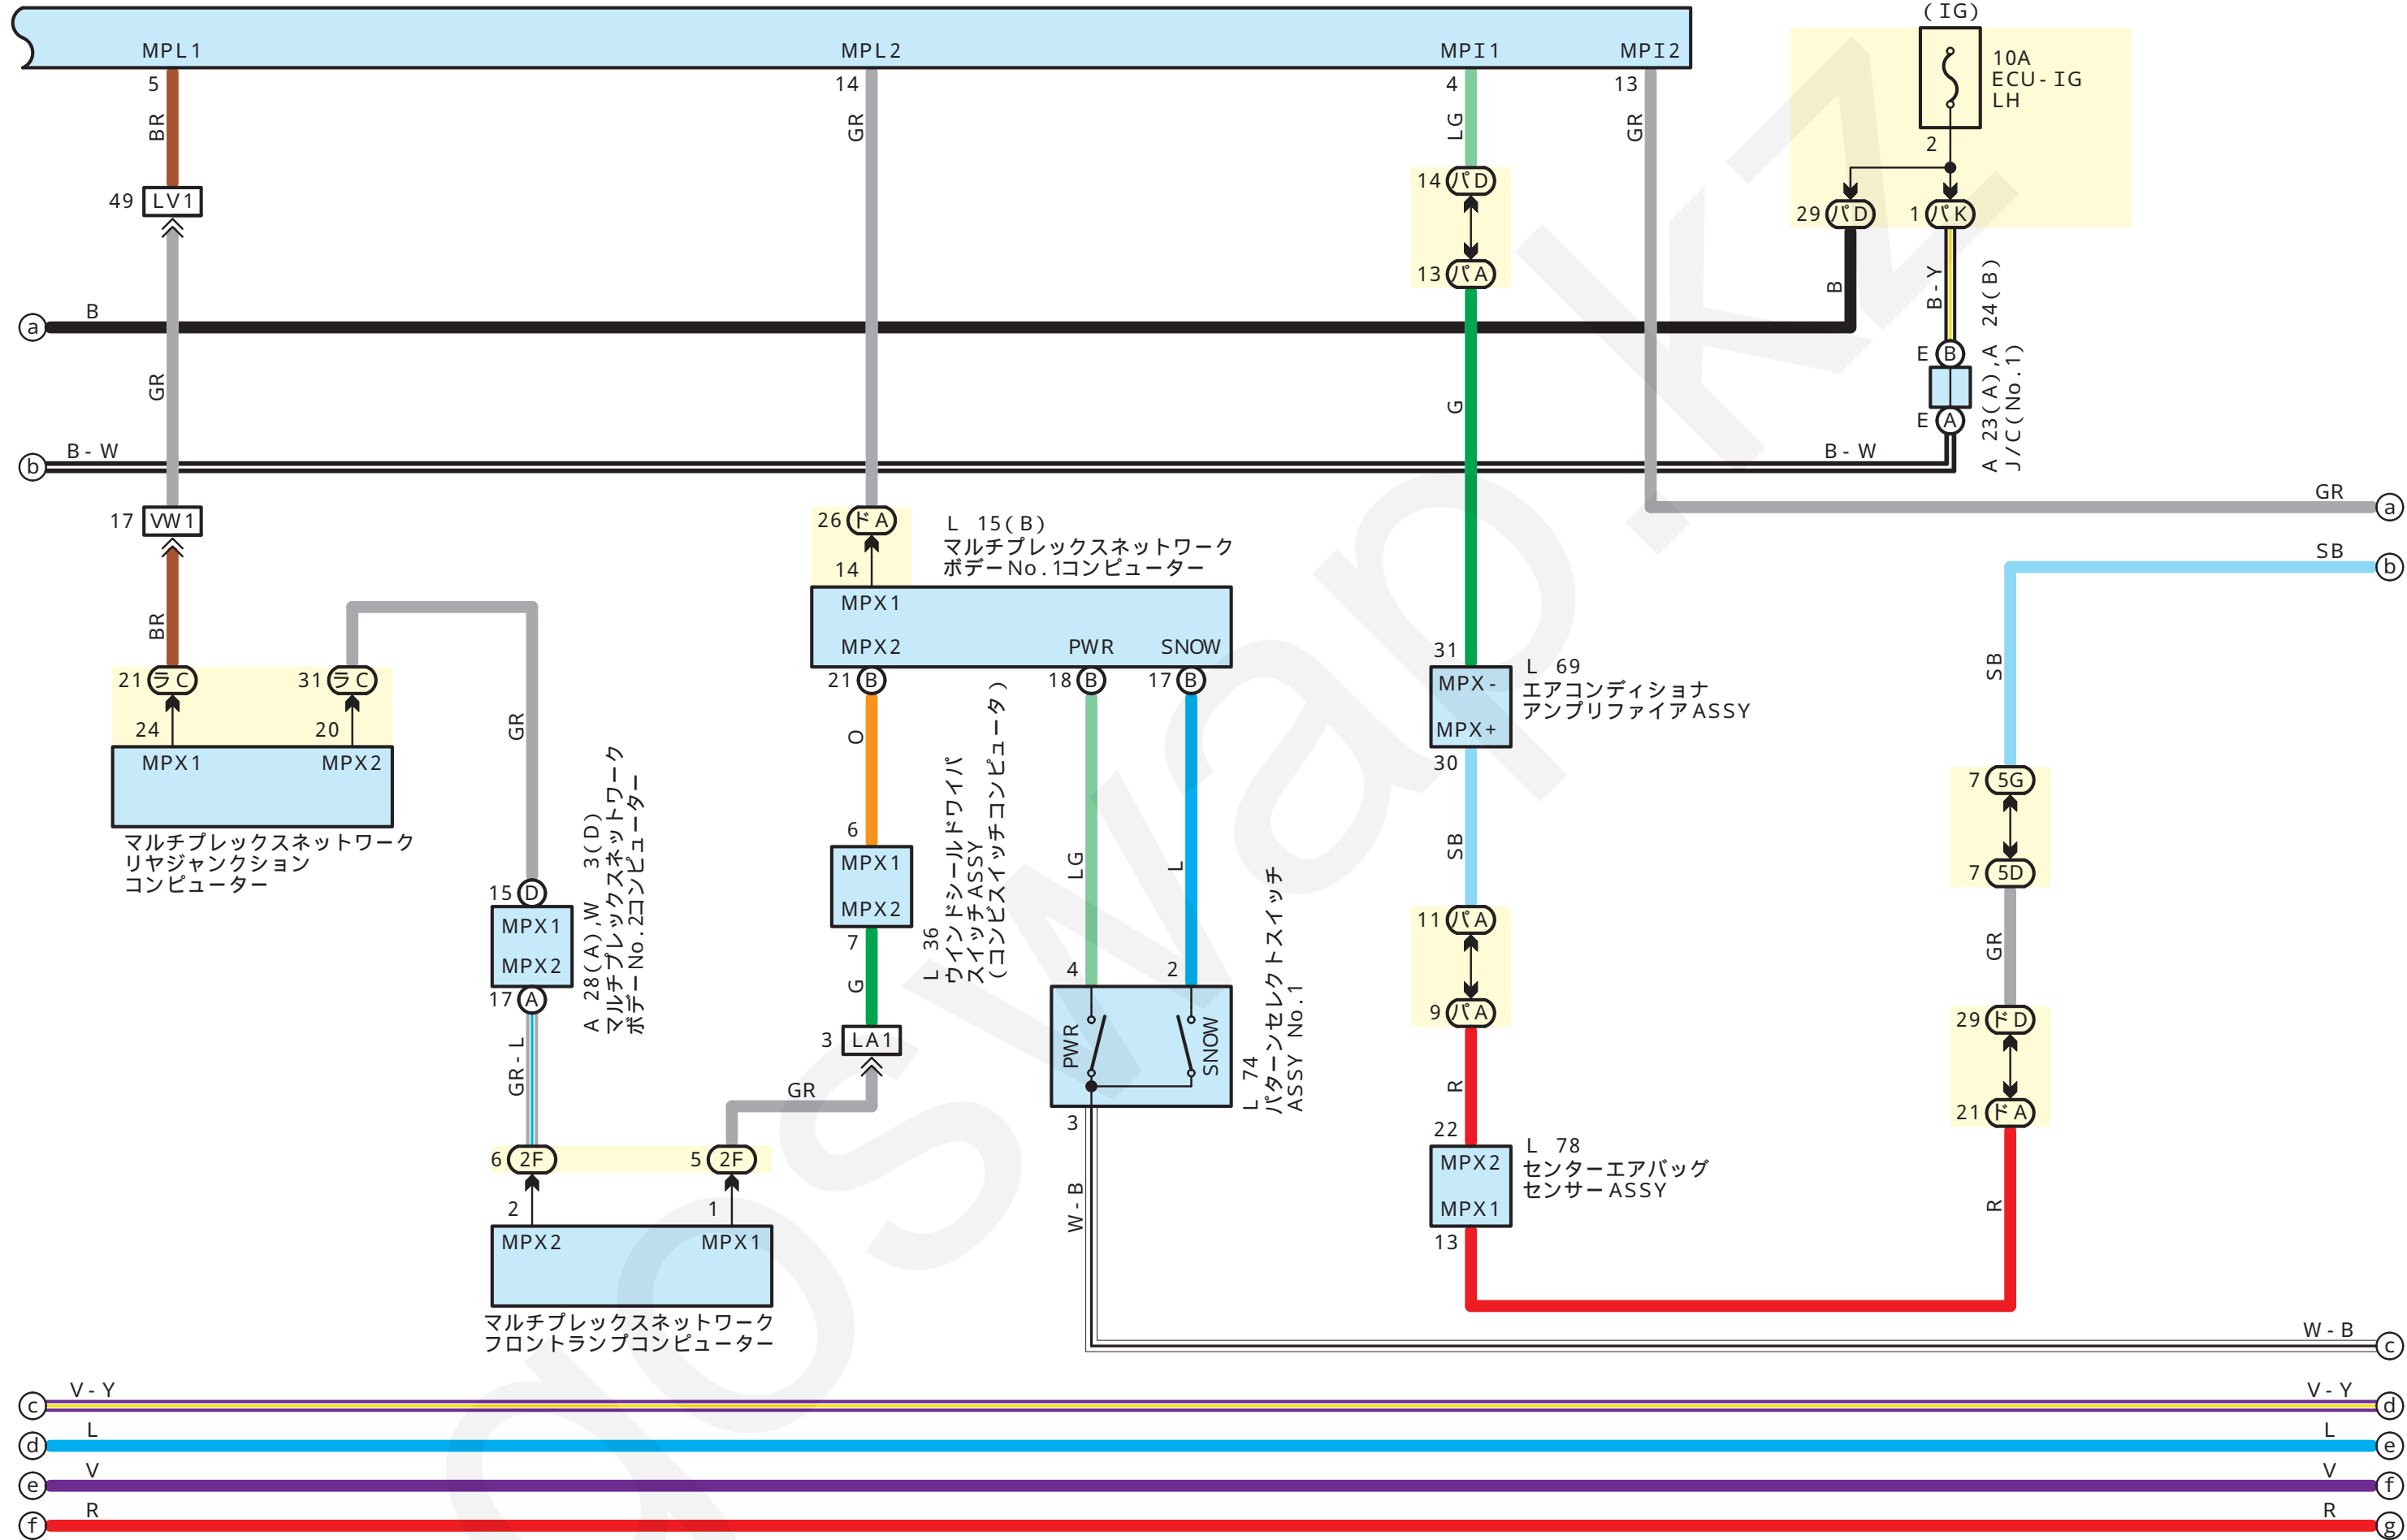 (IG)
MPL1
MPL2
MPI1
MPI2
10A
ECU-IG
LH
5
14
4
13
BR
GR
LG
GR
2
14 パD
29 パD
1 パK
49 LV1
13 パA
B
B-Y
A 23(A),A 24(B)
J/C(No.1)
a
B
E B
E A
GR
G
b
B-W
B-W
GR
a
17 VW1
26 ドA
14
L 15(B)
マルチプレックスネットワーク
ボデーNo.1コンピューター
SB
b
BR
MPX1
MPX2
PWR
SNOW
21 ラC
31 ラC
24
20
MPX1
MPX2
マルチプレックスネットワーク
リヤジャンクション
コンピューター
GR
21 B
18 B
17 B
31
MPX-
MPX+
30
L 69
エアコンディショナ
アンプリファイアASSY
SB
O
6
MPX1
MPX2
7
L 36
ウインドシールドワイパ
スイッチASSY
(コンビスイッチコンピュータ)
LG
L
SB
7 5G
7 5D
15 D
MPX1
MPX2
17 A
A 28(A),W 3(D)
マルチプレックスネットワーク
ボデーNo.2コンピューター
G
11 パA
9 パA
GR
4
2
PWR
SNOW
3
L 74
パターンセレクトスイッチ
ASSY No.1
29 ドD
21 ドA
3 LA1
GR-L
GR
R
22
MPX2
MPX1
13
L 78
センターエアバッグ
センサーASSY
R
6 2F
5 2F
2
1
MPX2
MPX1
マルチプレックスネットワーク
フロントランプコンピューター
W-B
W-B
c
c
V-Y
V-Y
d
d
L
L
e
e
V
V
f
f
R
R
g
goswap.kz